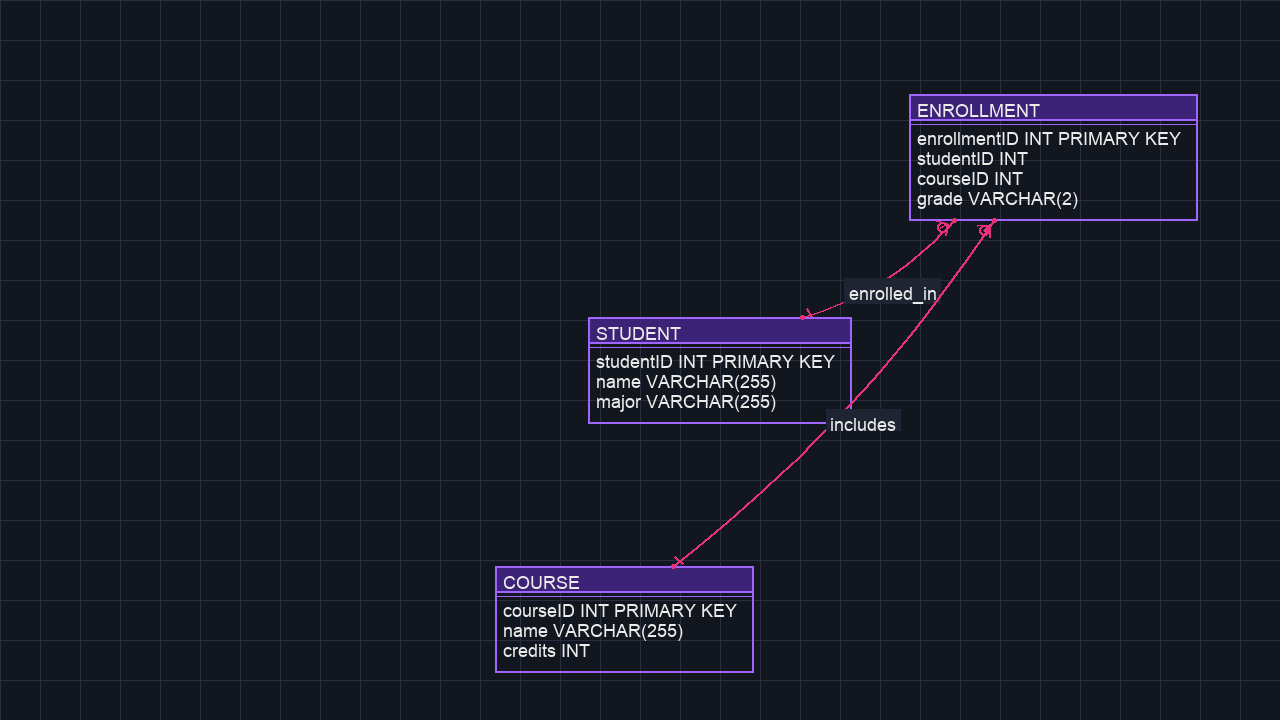 ENROLLMENT
enrollmentID INT PRIMARY KEY
studentID INT
courseID INT
grade VARCHAR(2)
enrolled_in
STUDENT
studentID INT PRIMARY KEY
name VARCHAR(255)
major VARCHAR(255)
includes
COURSE
courseID INT PRIMARY KEY
name VARCHAR(255)
credits INT